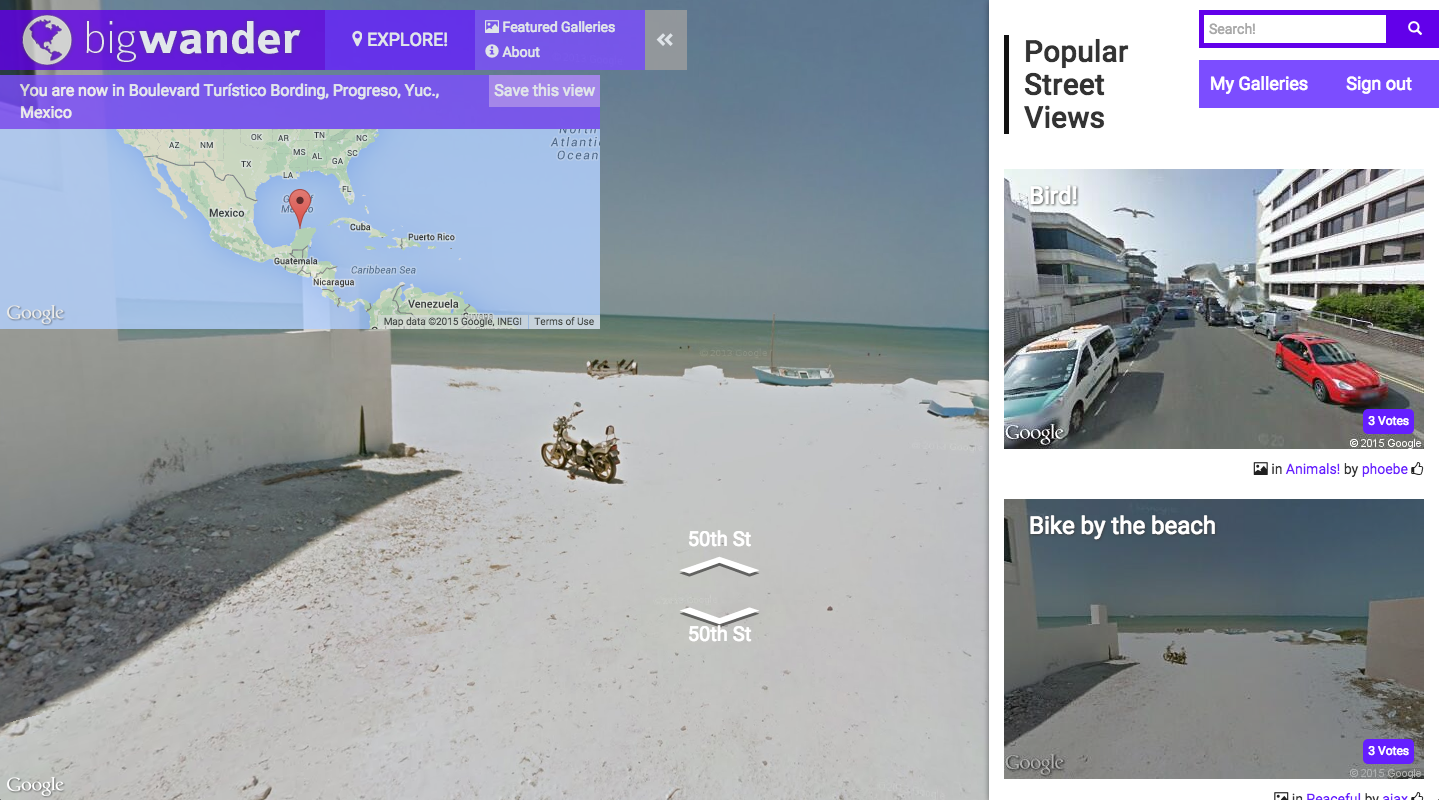 bigwander
EXPLORE!
Featured Galleries
About
You are now in Boulevard Turístico Bording, Progreso, Yuc.,
Mexico
Save this view
North
Atlantic
Ocean
OK
AR
TN
NC
AZ
NM
MS
AL
SC
TX
GA
LA
FL
Gulf of
Mexico
Mexico
Cuba
Puerto Rico
Guatemala
Caribbean Sea
Nicaragua
Venezuela
Guyana
Google
Map data ©2015 Google, INEGI
Terms of Use
© 2015 Google
50th St
50th St
Google
Popular
Street
Views
Search!
My Galleries
Sign out
Bird!
3 Votes
Google
© 2015 Google
in Animals! by phoebe
Bike by the beach
3 Votes
Google
© 2015 Google
in Peaceful by ajax